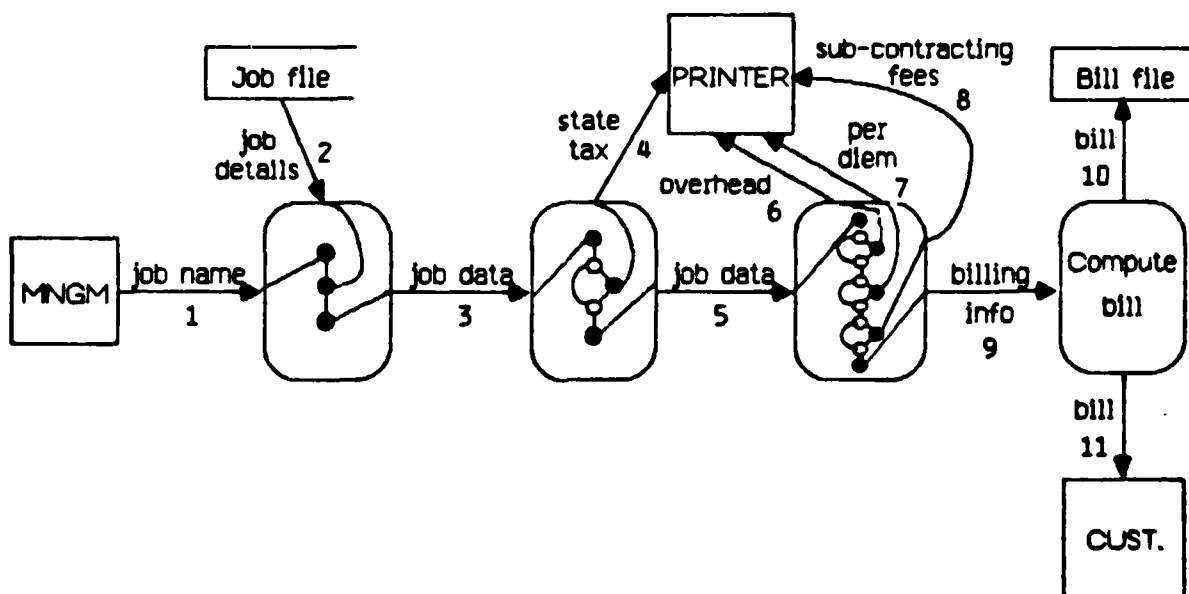 Job file
job
details
2
MNGM
job name
1
job data
3
state
tax
4
PRINTER
sub-contracting
fees
8
per
diem
7
overhead
6
job data
5
billing
info
9
Bill file
bill
10
Compute
bill
bill
11
CUST.